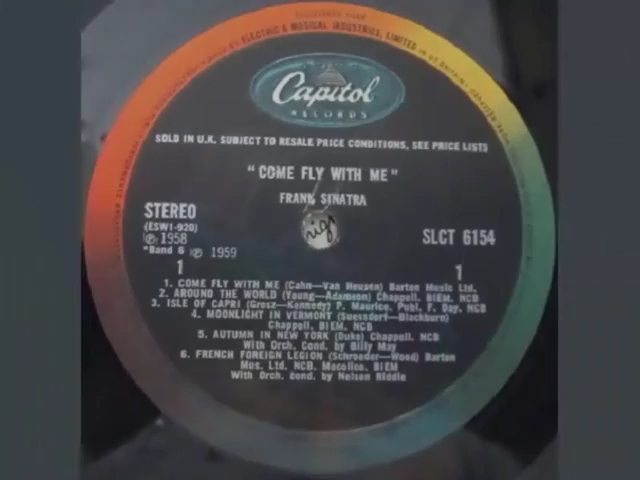 ELECTRIC & MUSICAL INDUSTRIES, LIMITED
Capitol
RECORDS
SOLD IN U.K. SUBJECT TO RESALE PRICE CONDITIONS, SEE PRICE LISTS
"COME FLY WITH ME"
FRANK SINATRA
STEREO
(ESW1-920)
℗ 1958
*Band 6 ℗ 1959
SLCT 6154
1 1
1. COME FLY WITH ME (Cahn—Van Heusen) Barton Music Ltd.
2. AROUND THE WORLD (Young—Adamson) Chappell, BIEM, NCB
3. ISLE OF CAPRI (Grosz—Kennedy) P. Maurice, Publ. F. Day, NCB
4. MOONLIGHT IN VERMONT (Suessdorf—Blackburn)
Chappell, BIEM, NCB
5. AUTUMN IN NEW YORK (Duke) Chappell, NCB
With Orch. Cond. by Billy May
6. FRENCH FOREIGN LEGION (Schroeder—Wood) Barton
Mus. Ltd. NCB, Mecolico, BIEM
With Orch. cond. by Nelson Riddle